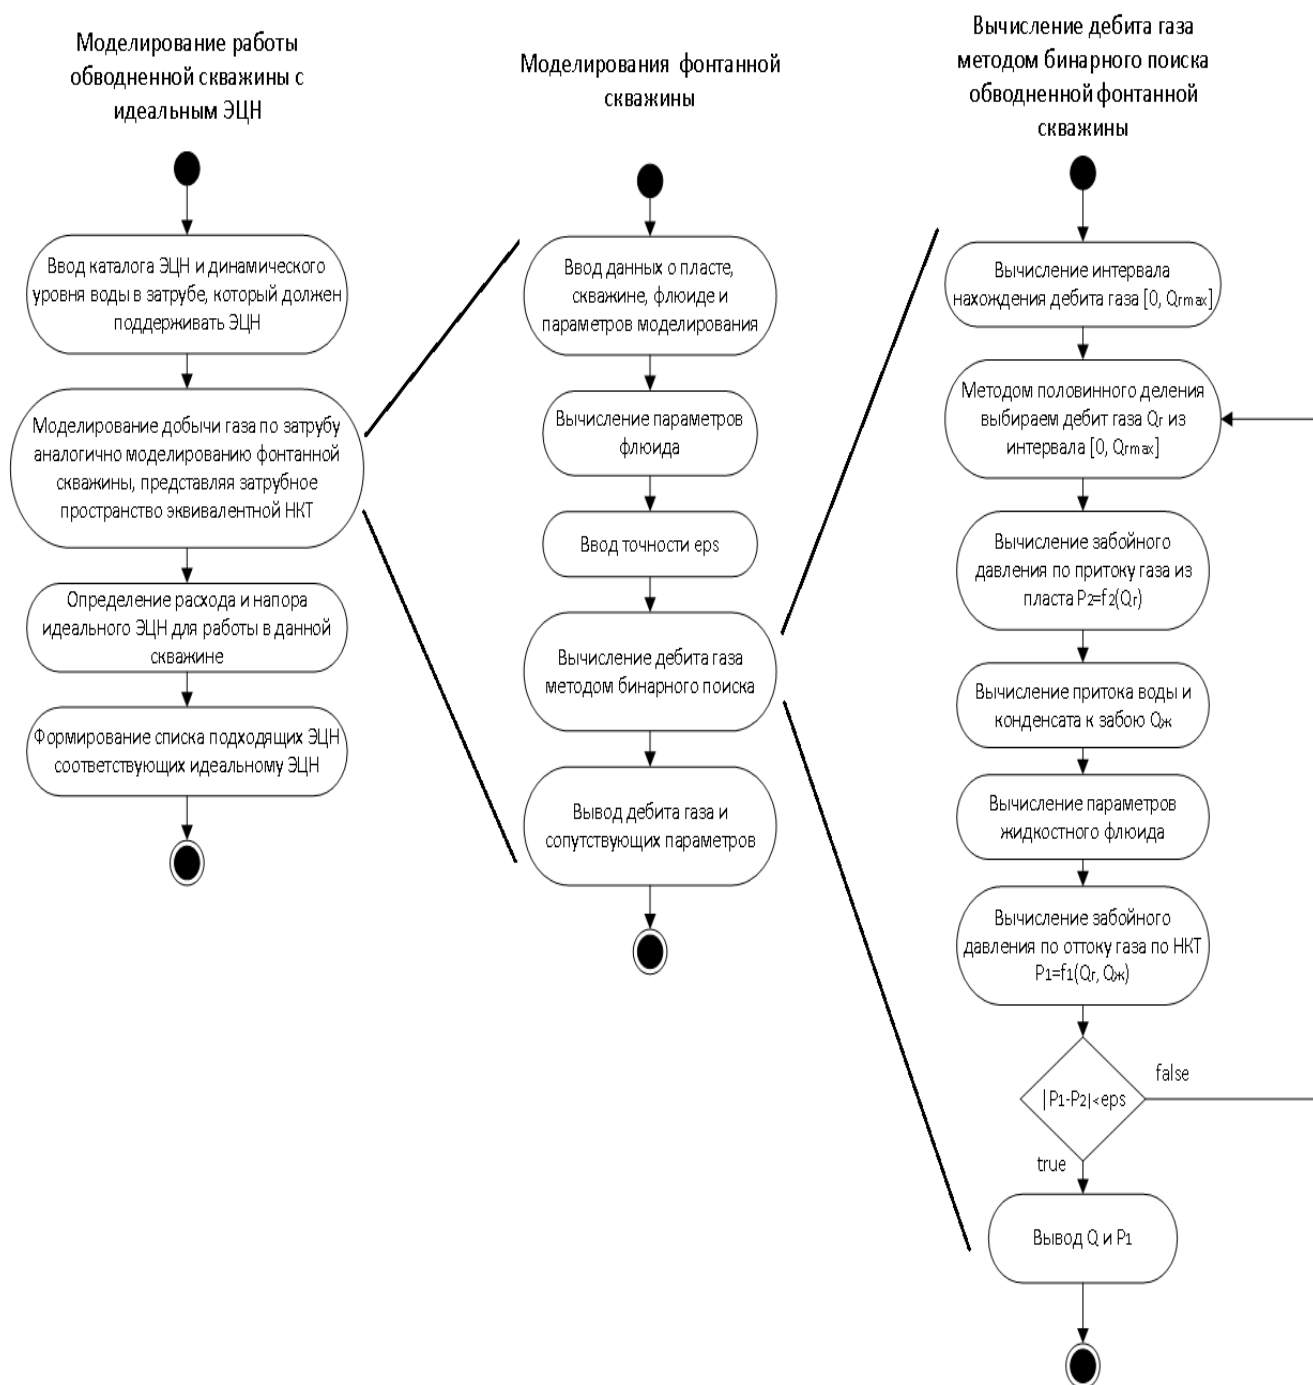 Моделирование работы
обводненной скважины с
идеальным ЭЦН
Ввод каталога ЭЦН и динамического
уровня воды в затрубе, который должен
поддерживать ЭЦН
Моделирование добычи газа по затрубу
аналогично моделированию фонтанной
скважины, представляя затрубное
пространство эквивалентной НКТ
Определение расхода и напора
идеального ЭЦН для работы в данной
скважине
Формирование списка подходящих ЭЦН
соответствующих идеальному ЭЦН
Моделирования фонтанной
скважины
Ввод данных о пласте,
скважине, флюиде и
параметров моделирования
Вычисление параметров
флюида
Ввод точности eps
Вычисление дебита газа
методом бинарного поиска
Вывод дебита газа и
сопутствующих параметров
Вычисление дебита газа
методом бинарного поиска
обводненной фонтанной
скважины
Вычисление интервала
нахождения дебита газа [0, Qгmax]
Методом половинного деления
выбираем дебит газа Qг из
интервала [0, Qгmax]
Вычисление забойного
давления по притоку газа из
пласта P2=f2(Qг)
Вычисление притока воды и
конденсата к забою Qж
Вычисление параметров
жидкостного флюида
Вычисление забойного
давления по оттоку газа по НКТ
P1=f1(Qг, Qж)
|P1-P2|<eps
false
true
Вывод Q и P1